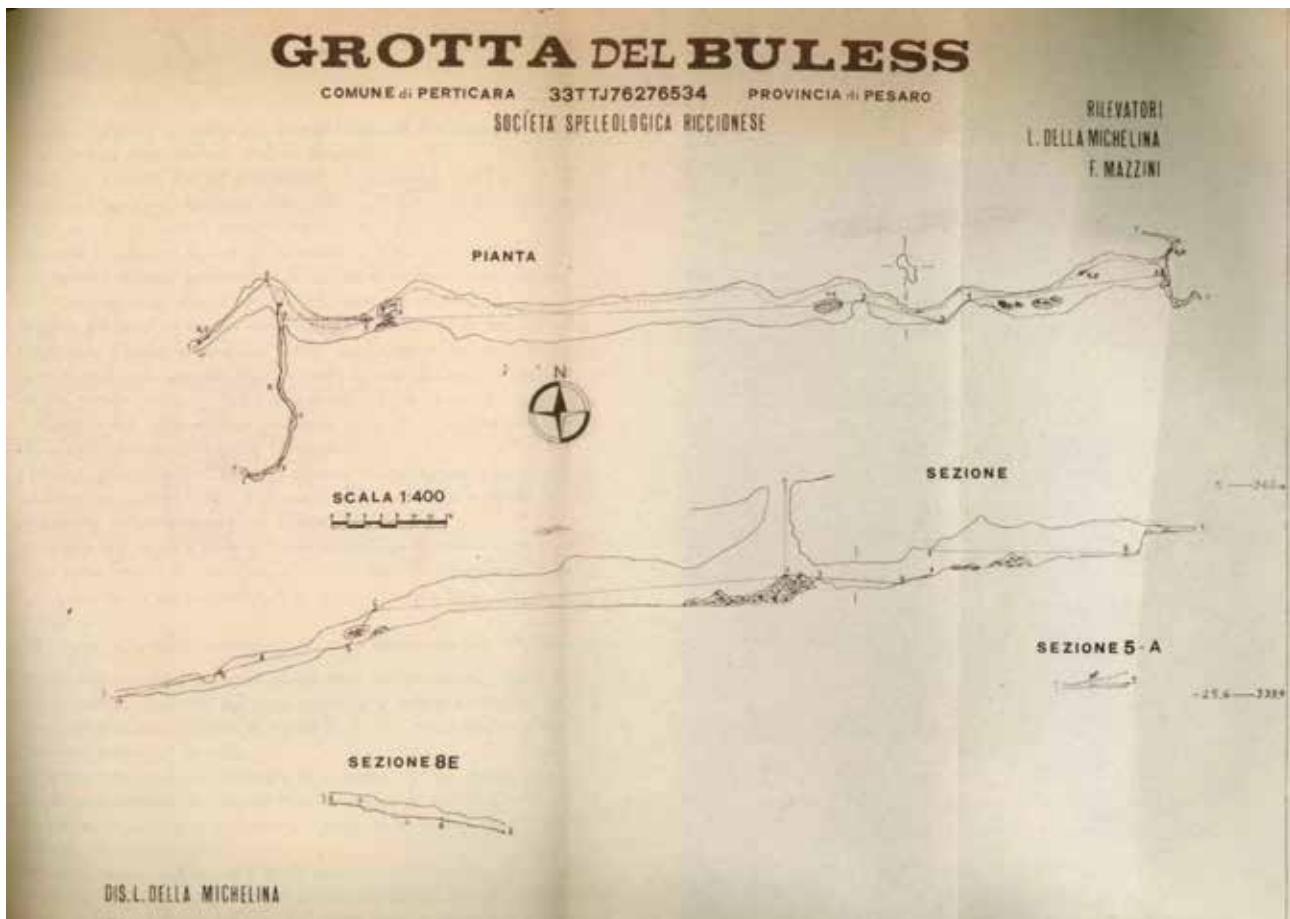 GROTTA DEL BULESS
COMUNE di PERTICARA 33TTJ76276534 PROVINCIA di PESARO
SOCIETA' SPELEOLOGICA RICCIONESE
RILEVATORI
L. DELLA MICHELINA
F. MAZZINI
PIANTA
N
SCALA 1:400
SEZIONE
SEZIONE 5-A
SEZIONE 8E
DIS. L. DELLA MICHELINA